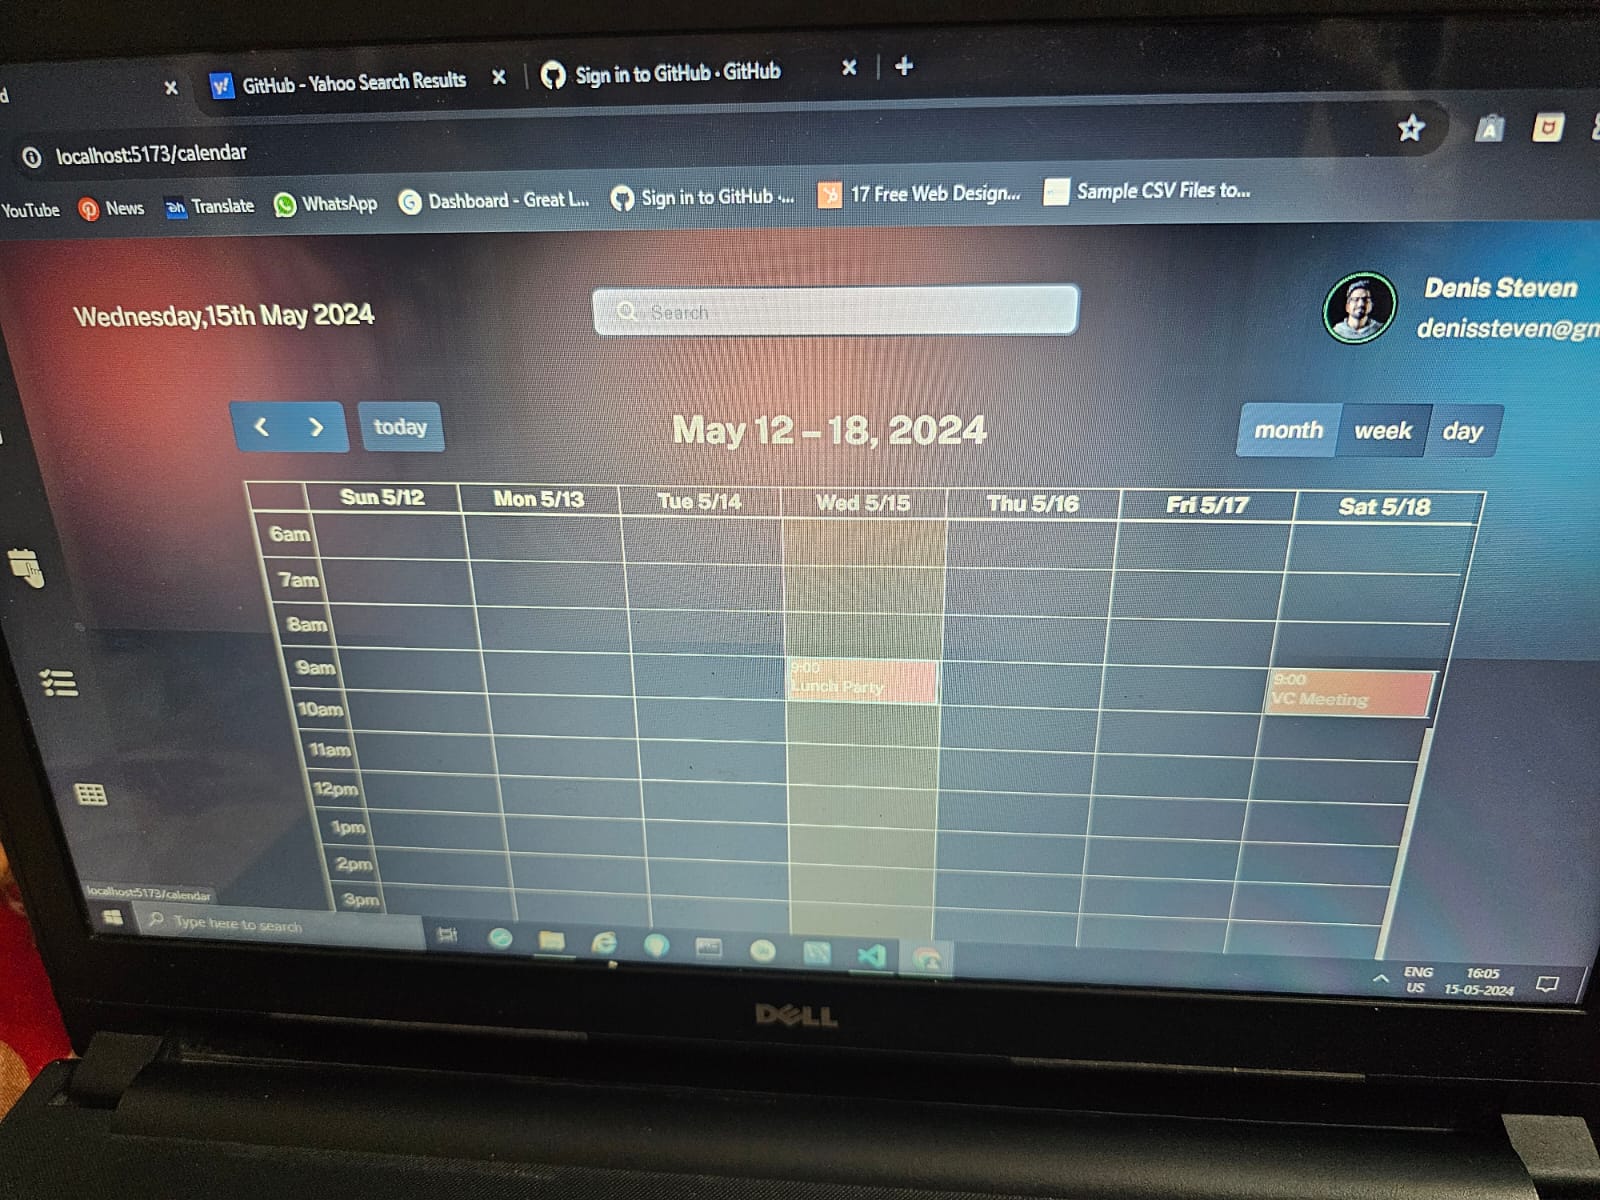 d
GitHub - Yahoo Search Results
Sign in to GitHub · GitHub
localhost:5173/calendar
YouTube
News
Translate
WhatsApp
Dashboard - Great L...
Sign in to GitHub ·...
17 Free Web Design...
Sample CSV Files to...
Wednesday,15th May 2024
Search
Denis Steven
denissteven@gm
today
May 12 – 18, 2024
month
week
day
Sun 5/12
Mon 5/13
Tue 5/14
Wed 5/15
Thu 5/16
Fri 5/17
Sat 5/18
6am
7am
8am
9am
9:00
Lunch Party
9:00
VC Meeting
10am
11am
12pm
1pm
2pm
3pm
localhost:5173/calendar
Type here to search
ENG
US
16:05
15-05-2024
DELL